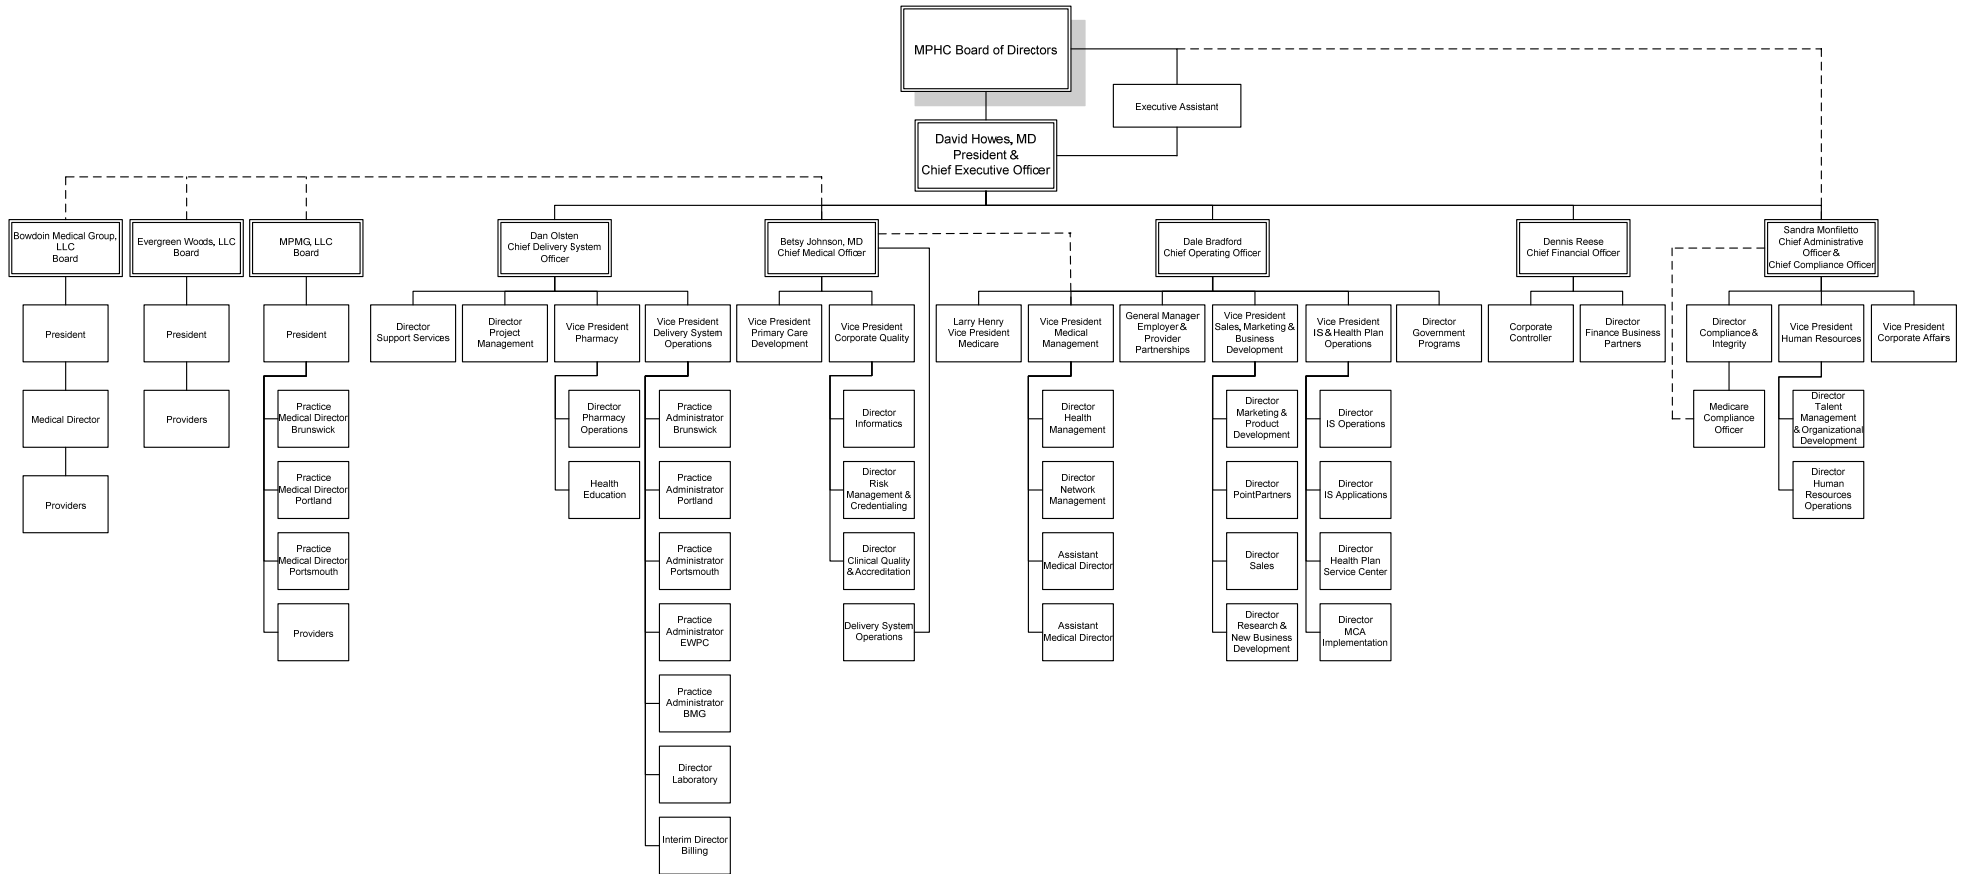 MPHC Board of Directors
Executive Assistant
David Howes, MD
President &
Chief Executive Officer
Bowdoin Medical Group,
LLC
Board
Evergreen Woods, LLC
Board
MPMG, LLC
Board
Dan Olsten
Chief Delivery System
Officer
Betsy Johnson, MD
Chief Medical Officer
Dale Bradford
Chief Operating Officer
Dennis Reese
Chief Financial Officer
Sandra Monfiletto
Chief Administrative
Officer &
Chief Compliance Officer
President
President
President
Director
Support Services
Director
Project
Management
Vice President
Pharmacy
Vice President
Delivery System
Operations
Vice President
Primary Care
Development
Vice President
Corporate Quality
Larry Henry
Vice President
Medicare
Vice President
Medical
Management
General Manager
Employer &
Provider
Partnerships
Vice President
Sales, Marketing &
Business
Development
Vice President
IS & Health Plan
Operations
Director
Government
Programs
Corporate
Controller
Director
Finance Business
Partners
Director
Compliance &
Integrity
Vice President
Human Resources
Vice President
Corporate Affairs
Medical Director
Providers
Practice
Medical Director
Brunswick
Director
Pharmacy
Operations
Practice
Administrator
Brunswick
Director
Informatics
Director
Health
Management
Director
Marketing &
Product
Development
Director
IS Operations
Medicare
Compliance
Officer
Director
Talent
Management
& Organizational
Development
Providers
Practice
Medical Director
Portland
Health
Education
Practice
Administrator
Portland
Director
Risk
Management &
Credentialing
Director
Network
Management
Director
PointPartners
Director
IS Applications
Director
Human
Resources
Operations
Practice
Medical Director
Portsmouth
Practice
Administrator
Portsmouth
Director
Clinical Quality
& Accreditation
Assistant
Medical Director
Director
Sales
Director
Health Plan
Service Center
Providers
Practice
Administrator
EWPC
Delivery System
Operations
Assistant
Medical Director
Director
Research &
New Business
Development
Director
MCA
Implementation
Practice
Administrator
BMG
Director
Laboratory
Interim Director
Billing